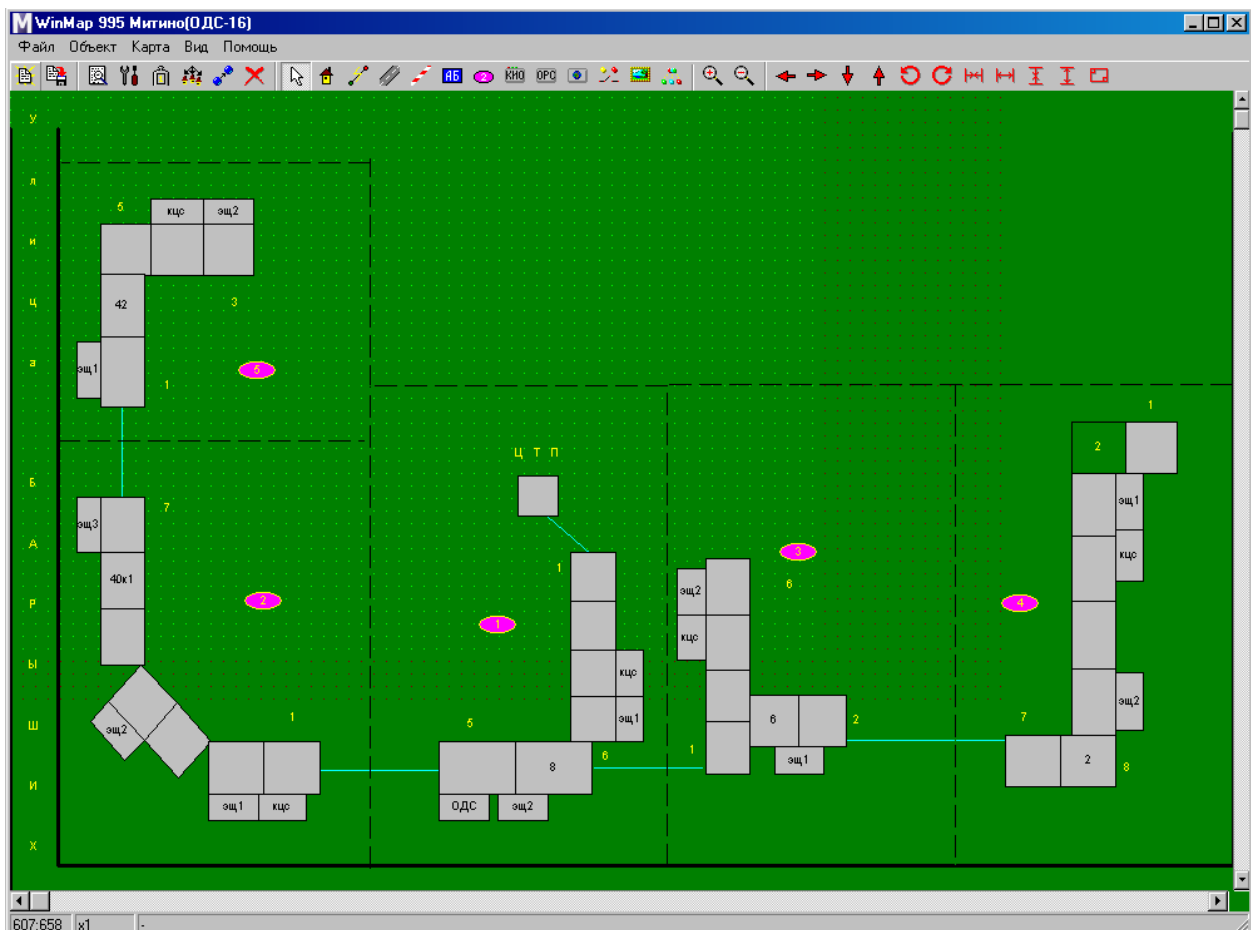 WinMap 995 Митино(ОДС-16)
Файл Объект Карта Вид Помощь
АБ 2 КНО ОРС
У
Л
И
Ц
а
Б
А
Р
Ы
Ш
И
Х
5
кцс эщ2
42
3
эщ1
1
6
7
эщ3
40к1
2
эщ2
1
эщ1 кцс
Ц Т П
1
1
кцс
эщ1
5
8
6
ОДС эщ2
3
эщ2
6
кцс
6
2
1
эщ1
1
2
эщ1
кцс
4
эщ2
7
2
8
607:658 x1 -